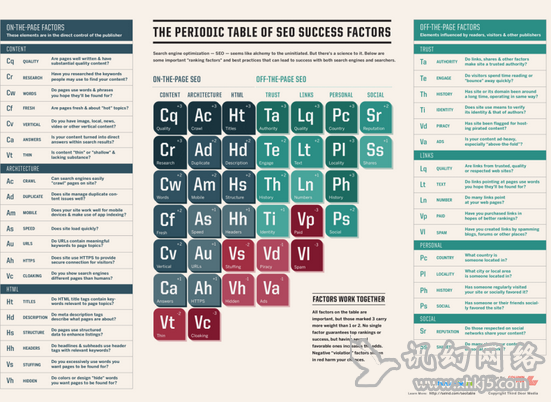 ON-THE-PAGE FACTORS
These elements are in the direct control of the publisher
CONTENT
Cq QUALITY Are pages well written & have
substantial quality content?
Cr RESEARCH Have you researched the keywords
people may use to find your content?
Cw WORDS Do pages use words & phrases
you hope they'll be found for?
Cf FRESH Are pages fresh & about "hot" topics?
Cv VERTICAL Do you have image, local, news,
video or other vertical content?
Ca ANSWERS Is your content turned into direct
answers within search results?
Vt THIN Is content "thin" or "shallow" &
lacking substance?
ARCHITECTURE
Ac CRAWL Can search engines easily
"crawl" pages on site?
Ad DUPLICATE Does site manage duplicate con-
tent issues well?
Am MOBILE Does your site work well for mobile
devices & make use of app indexing?
As SPEED Does site load quickly?
Au URLS Do URLs contain meaningful
keywords to page topics?
Ah HTTPS Does site use HTTPS to provide
secure connection for visitors?
Vc CLOAKING Do you show search engines
different pages than humans?
HTML
Ht TITLES Do HTML title tags contain key-
words relevant to page topics?
Hd DESCRIPTION Do meta description tags
describe what pages are about?
Hs STRUCTURE Do pages use structured
data to enhance listings?
Hh HEADERS Do headlines & subheads use header
tags with relevant keywords?
Vs STUFFING Do you excessively use words you
want pages to be found for?
Vh HIDDEN Do colors or design "hide" words
you want pages to be found for?
THE PERIODIC TABLE OF SEO SUCCESS FACTORS
Search engine optimization — SEO — seems like alchemy to the uninitiated. But there's a science to it. Below are
some important "ranking factors" and best practices that can lead to success with both search engines and searchers.
ON-THE-PAGE SEO OFF-THE-PAGE SEO
CONTENT ARCHITECTURE HTML TRUST LINKS PERSONAL SOCIAL
Cq Ac Ht Ta Lq Pc Sr
Quality Crawl Titles Authority Quality Country Reputation
Cr Ad Hd Te Lt Pl Ss
Research Duplicate Description Engage Text Locality Shares
Cw Am Hs Th Ln Ph
Words Mobile Structure History Number History
Cf As Hh Ti Vp Ps
Fresh Speed Headers Identity Paid Social
Cv Au Vs Vd Vl
Vertical URLs Stuffing Piracy Spam
Ca Ah Vh Va
Answers HTTPS Hidden Ads
Vt Vc
Thin Cloaking
FACTORS WORK TOGETHER
All factors on the table are
important, but those marked 3 carry
more weight than 1 or 2. No single
factor guarantees top rankings or
success, but having several
favorable ones increases the odds.
Negative "violation" factors shown
in red harm your chances.
OFF-THE-PAGE FACTORS
Elements influenced by readers, visitors & other publishers
TRUST
Ta AUTHORITY Do links, shares & other factors
make site a trusted authority?
Te ENGAGE Do visitors spend time reading or
"bounce" away quickly?
Th HISTORY Has site or its domain been around
a long time, operating in same way?
Ti IDENTITY Does site use means to verify
its identity & that of authors?
Vd PIRACY Has site been flagged for host-
ing pirated content?
Va ADS Is your content ad heavy,
especially "above-the-fold"?
LINKS
Lq QUALITY Are links from trusted, quality
or respected web sites?
Lt TEXT Do links pointing at pages use words
you hope they'll be found for?
Ln NUMBER Do many links point
at your web pages?
Vp PAID Have you purchased links in
hopes of better rankings?
Vl SPAM Have you created links by spamming
blogs, forums or other places?
PERSONAL
Pc COUNTRY What country is
someone located in?
Pl LOCALITY What city or local area
is someone located in?
Ph HISTORY Has someone regularly visited
your site or socially favored it?
Ps SOCIAL Has someone or their friends social-
ly favored the site?
SOCIAL
Sr REPUTATION Do those respected on social
networks share your content?
www.nhkj5.com
Copyright Third Door Media